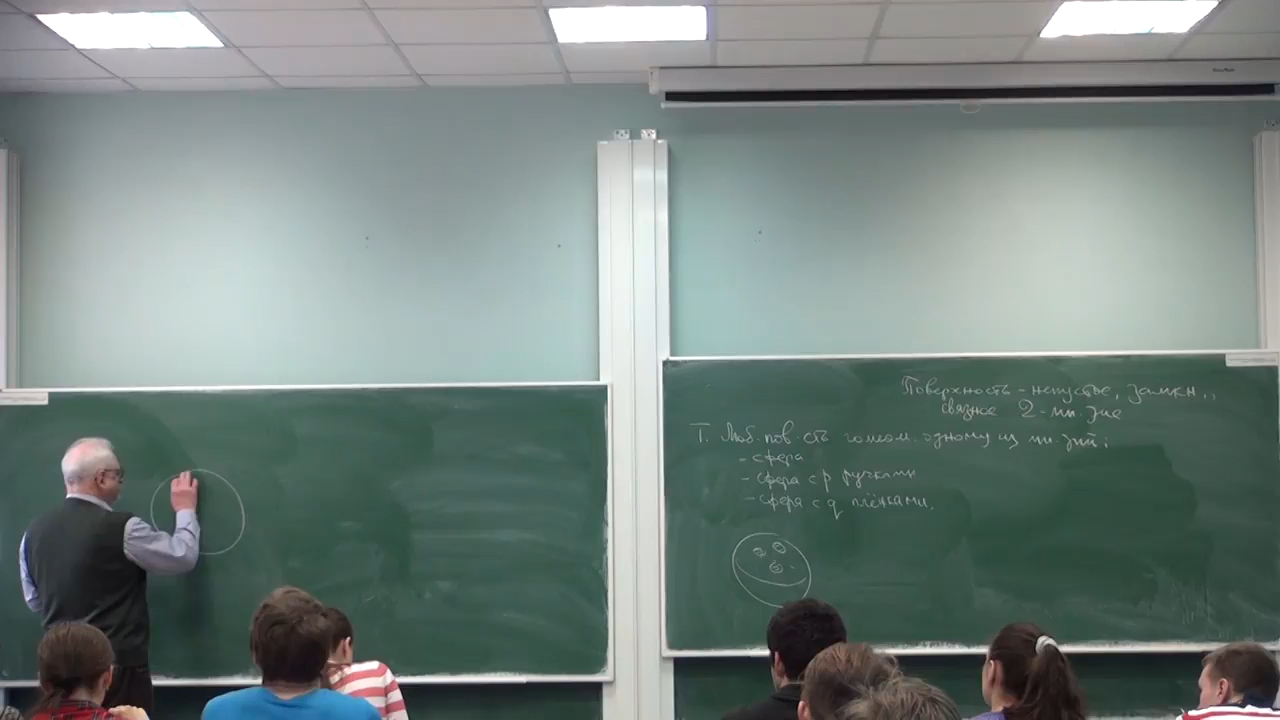 Поверхность - непустое, замкн.,
связное 2-мн. зие
Т. Люб. пов-сть гомеом. одному из мн-зий:
- сфера
- сфера с p ручками
- сфера с q плёнками.